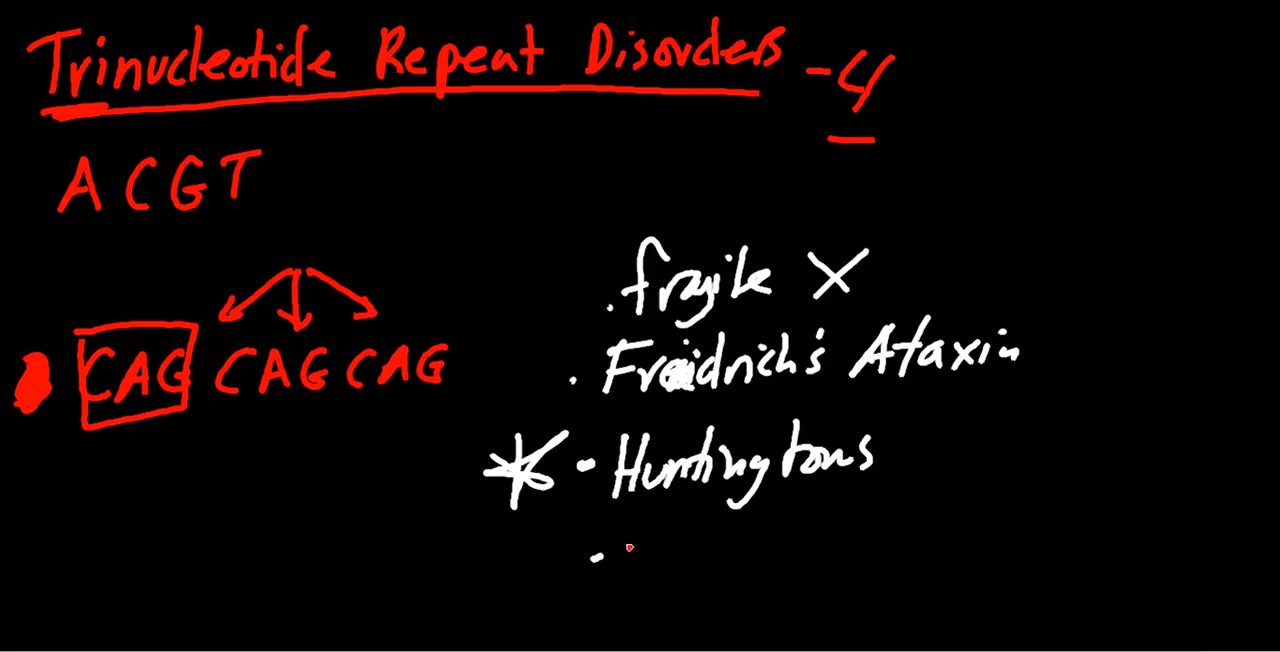 Trinucleotide Repeat Disorders - 4
A C G T
CAG CAG CAG
. fragile X
. Freidrich's Ataxia
- Huntingtons
-